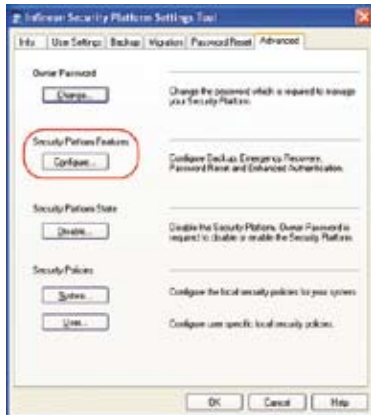 Infineon Security Platform Settings Tool
Info User Settings Backup Migration Password Reset Advanced
Owner Password
Change...
Change the password which is required to manage
your Security Platform.
Security Platform Features
Configure...
Configure Backup, Emergency Recovery,
Password Reset and Enhanced Authentication.
Security Platform State
Disable...
Disable the Security Platform. Owner Password is
required to disable or enable the Security Platform.
Security Policies
System...
Configure the local security policies for your system.
User...
Configure user specific local security policies.
OK Cancel Help